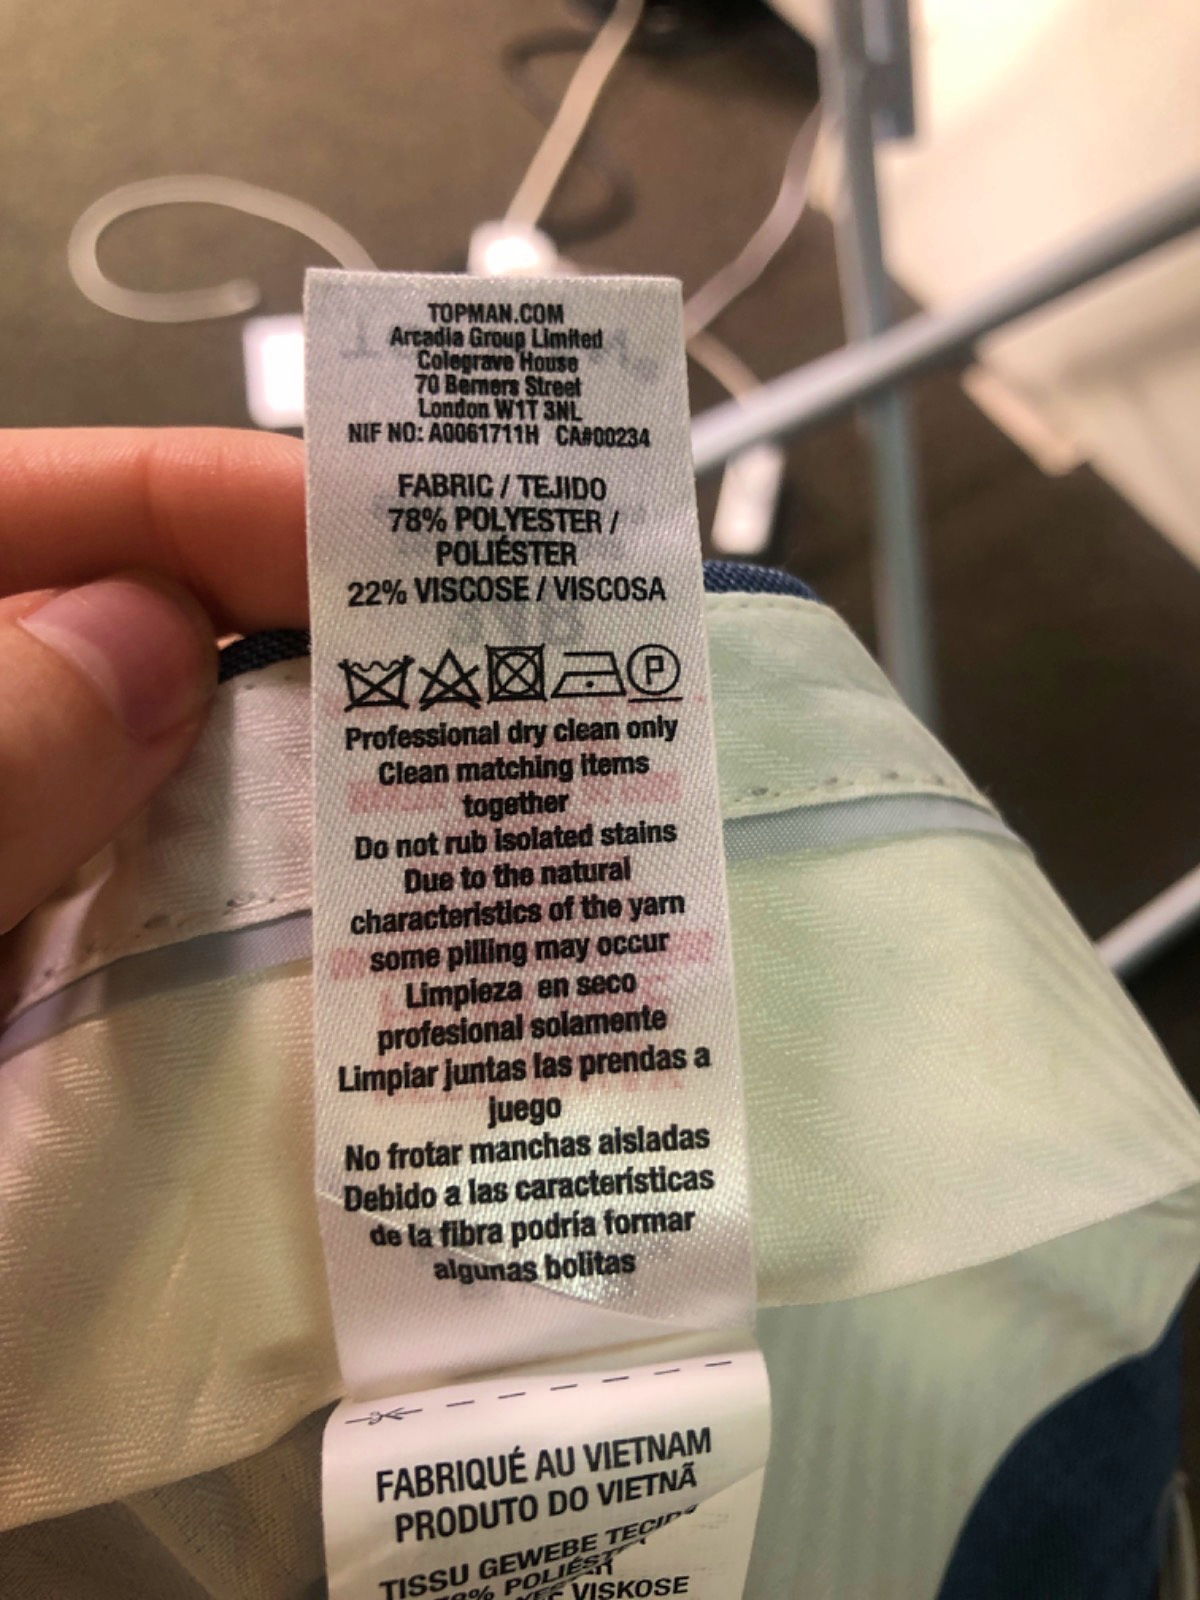 TOPMAN.COM
Arcadia Group Limited
Colegrave House
70 Berners Street
London W1T 3NL
NIF NO: A0061711H CA#00234
FABRIC / TEJIDO
78% POLYESTER /
POLIÉSTER
22% VISCOSE / VISCOSA
P
Professional dry clean only
Clean matching items
together
Do not rub isolated stains
Due to the natural
characteristics of the yarn
some pilling may occur
Limpieza en seco
profesional solamente
Limpiar juntas las prendas a
juego
No frotar manchas aisladas
Debido a las características
de la fibra podría formar
algunas bolitas
FABRIQUÉ AU VIETNAM
PRODUTO DO VIETNÃ
TISSU GEWEBE
VISKOSE